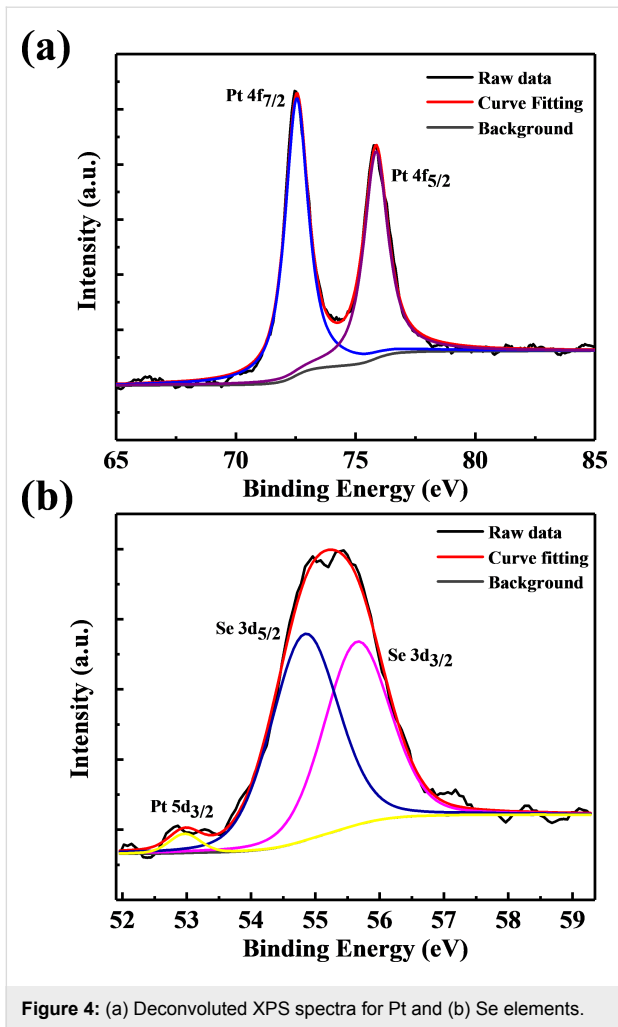 (a)
Pt 4f7/2
Raw data
Curve Fitting
Background
Pt 4f5/2
Intensity (a.u.)
65 70 75 80 85
Binding Energy (eV)
(b)
Raw data
Curve fitting
Background
Se 3d5/2
Se 3d3/2
Pt 5d3/2
Intensity (a.u.)
52 53 54 55 56 57 58 59
Binding Energy (eV)
Figure 4: (a) Deconvoluted XPS spectra for Pt and (b) Se elements.